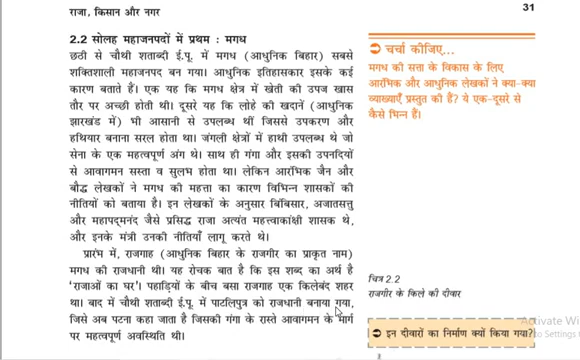 राजा, किसान और नगर
31
2.2 सोलह महाजनपदों में प्रथम : मगध
छठी से चौथी शताब्दी ई.पू. में मगध (आधुनिक बिहार) सबसे
शक्तिशाली महाजनपद बन गया। आधुनिक इतिहासकार इसके कई
कारण बताते हैं। एक यह कि मगध क्षेत्र में खेती की उपज खास
तौर पर अच्छी होती थी। दूसरे यह कि लोहे की खदानें (आधुनिक
झारखंड में) भी आसानी से उपलब्ध थीं जिससे उपकरण और
हथियार बनाना सरल होता था। जंगली क्षेत्रों में हाथी उपलब्ध थे जो
सेना के एक महत्वपूर्ण अंग थे। साथ ही गंगा और इसकी उपनदियों
से आवागमन सस्ता व सुलभ होता था। लेकिन आरंभिक जैन और
बौद्ध लेखकों ने मगध की महत्ता का कारण विभिन्न शासकों की
नीतियों को बताया है। इन लेखकों के अनुसार बिंबिसार, अजातसत्तु
और महापद्मनंद जैसे प्रसिद्ध राजा अत्यंत महत्त्वाकांक्षी शासक थे,
और इनके मंत्री उनकी नीतियाँ लागू करते थे।
प्रारंभ में, राजगाह (आधुनिक बिहार के राजगीर का प्राकृत नाम)
मगध की राजधानी थी। यह रोचक बात है कि इस शब्द का अर्थ है
'राजाओं का घर'। पहाड़ियों के बीच बसा राजगाह एक किलेबंद शहर
था। बाद में चौथी शताब्दी ई.पू. में पाटलिपुत्र को राजधानी बनाया गया,
जिसे अब पटना कहा जाता है जिसकी गंगा के रास्ते आवागमन के मार्ग
पर महत्वपूर्ण अवस्थिति थी।
चर्चा कीजिए...
मगध की सत्ता के विकास के लिए
आरंभिक और आधुनिक लेखकों ने क्या-क्या
व्याख्याएँ प्रस्तुत की हैं? ये एक-दूसरे से
कैसे भिन्न हैं।
चित्र 2.2
राजगीर के किले की दीवार
इन दीवारों का निर्माण क्यों किया गया?
Activate Wi
to Settings